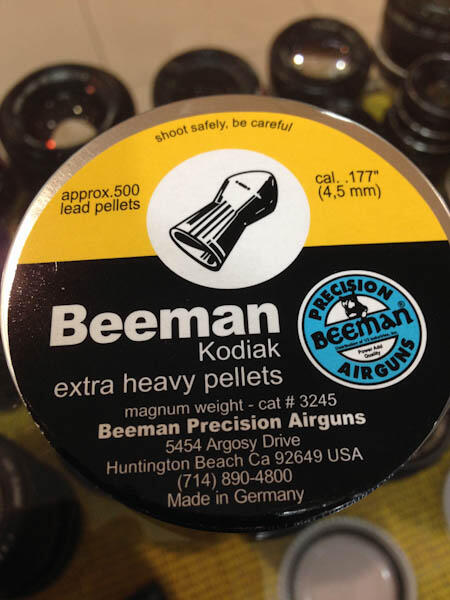 shoot safely, be careful
approx.500
lead pellets
cal. .177"
(4,5 mm)
Beeman
Kodiak
extra heavy pellets
magnum weight - cat # 3245
Beeman Precision Airguns
5454 Argosy Drive
Huntington Beach Ca 92649 USA
(714) 890-4800
Made in Germany
PRECISION
BEEMAN®
AIRGUNS